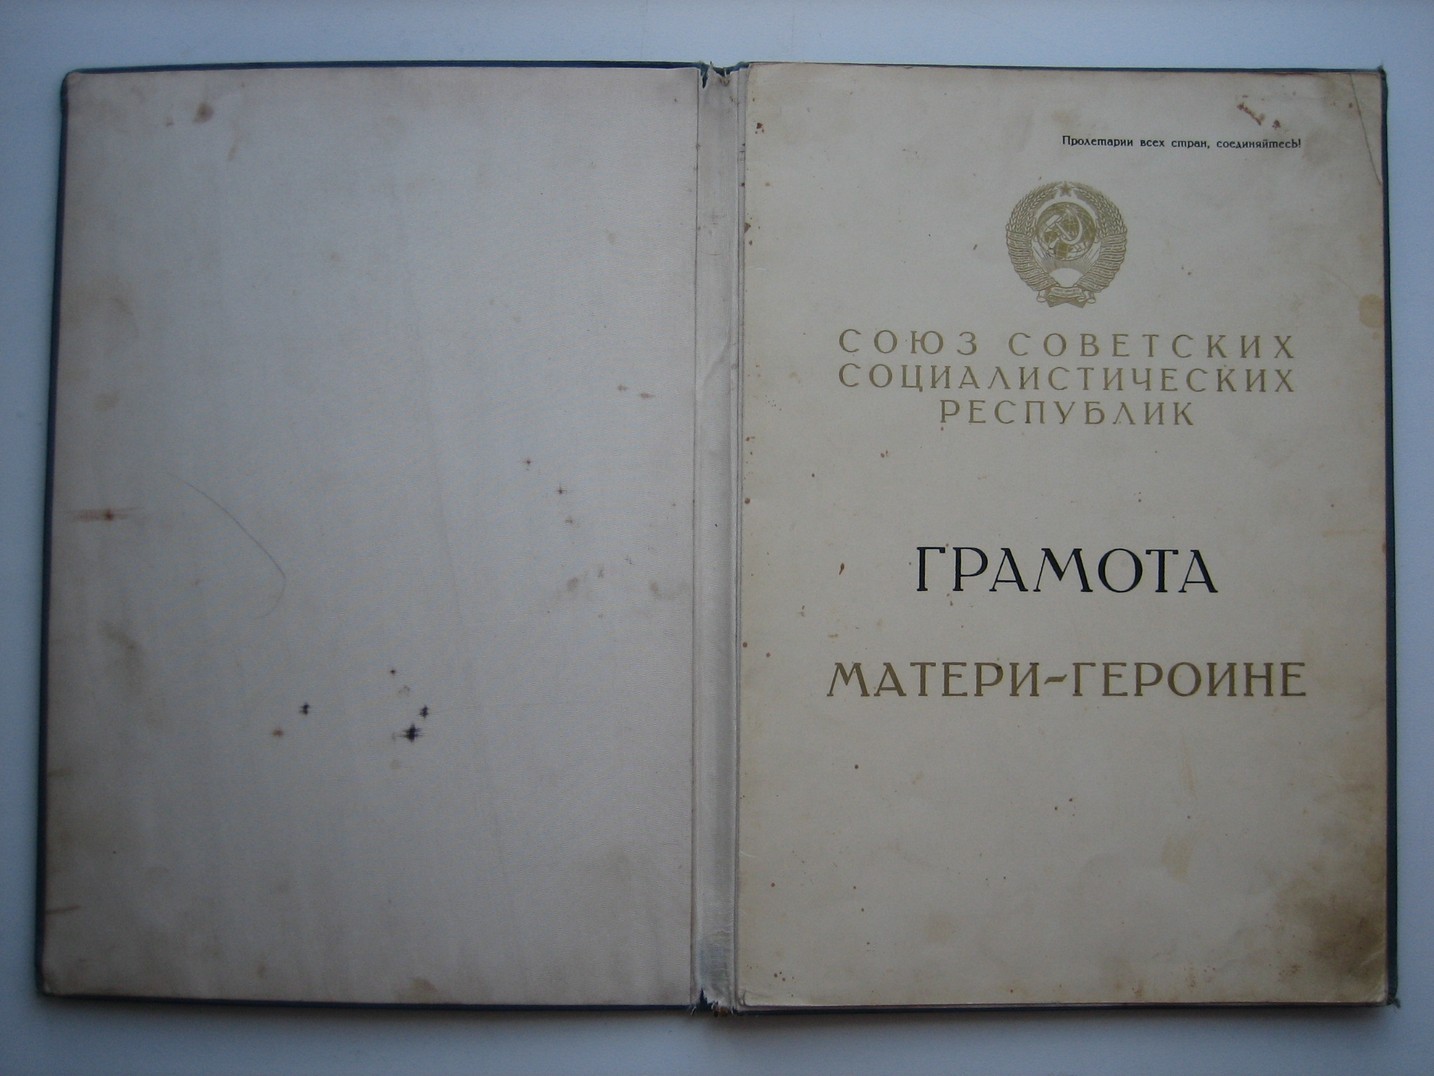 Пролетарии всех стран, соединяйтесь!
СОЮЗ СОВЕТСКИХ
СОЦИАЛИСТИЧЕСКИХ
РЕСПУБЛИК
ГРАМОТА
МАТЕРИ-ГЕРОИНЕ